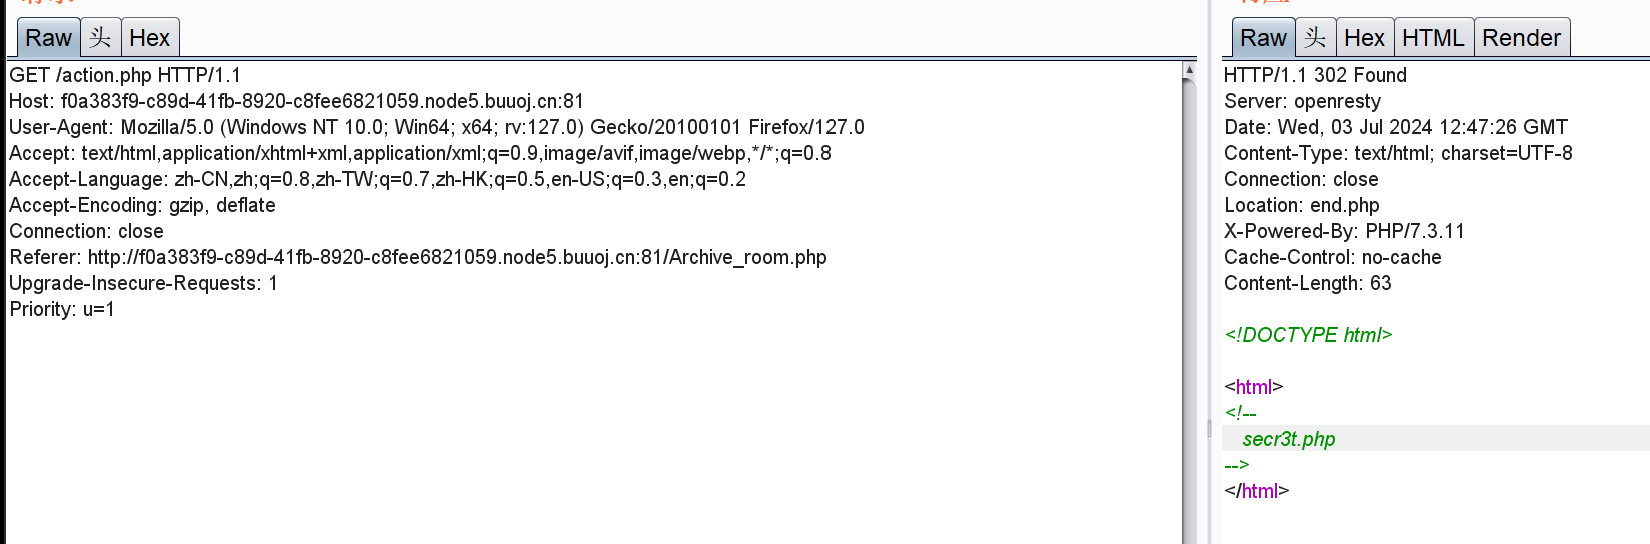 Raw 头 Hex
GET /action.php HTTP/1.1
Host: f0a383f9-c89d-41fb-8920-c8fee6821059.node5.buuoj.cn:81
User-Agent: Mozilla/5.0 (Windows NT 10.0; Win64; x64; rv:127.0) Gecko/20100101 Firefox/127.0
Accept: text/html,application/xhtml+xml,application/xml;q=0.9,image/avif,image/webp,*/*;q=0.8
Accept-Language: zh-CN,zh;q=0.8,zh-TW;q=0.7,zh-HK;q=0.5,en-US;q=0.3,en;q=0.2
Accept-Encoding: gzip, deflate
Connection: close
Referer: http://f0a383f9-c89d-41fb-8920-c8fee6821059.node5.buuoj.cn:81/Archive_room.php
Upgrade-Insecure-Requests: 1
Priority: u=1
Raw 头 Hex HTML Render
HTTP/1.1 302 Found
Server: openresty
Date: Wed, 03 Jul 2024 12:47:26 GMT
Content-Type: text/html; charset=UTF-8
Connection: close
Location: end.php
X-Powered-By: PHP/7.3.11
Cache-Control: no-cache
Content-Length: 63
<!DOCTYPE html>
<html>
<!--
secr3t.php
-->
</html>